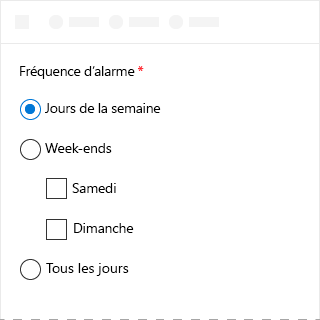 Fréquence d’alarme *
Jours de la semaine
Week-ends
Samedi
Dimanche
Tous les jours